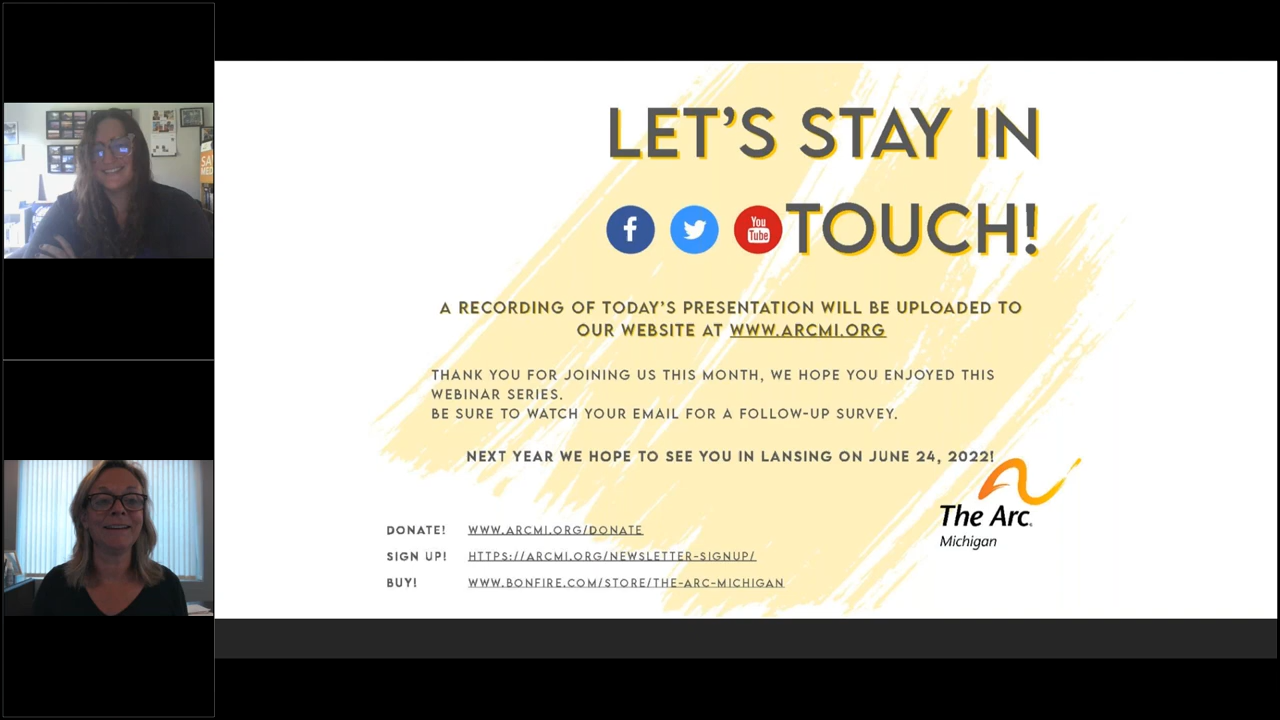 LET'S STAY IN
TOUCH!
You
Tube
A RECORDING OF TODAY'S PRESENTATION WILL BE UPLOADED TO
OUR WEBSITE AT WWW.ARCMI.ORG
THANK YOU FOR JOINING US THIS MONTH, WE HOPE YOU ENJOYED THIS
WEBINAR SERIES.
BE SURE TO WATCH YOUR EMAIL FOR A FOLLOW-UP SURVEY.
NEXT YEAR WE HOPE TO SEE YOU IN LANSING ON JUNE 24, 2022!
The Arc®
Michigan
DONATE! WWW.ARCMI.ORG/DONATE
SIGN UP! HTTPS://ARCMI.ORG/NEWSLETTER-SIGNUP/
BUY! WWW.BONFIRE.COM/STORE/THE-ARC-MICHIGAN